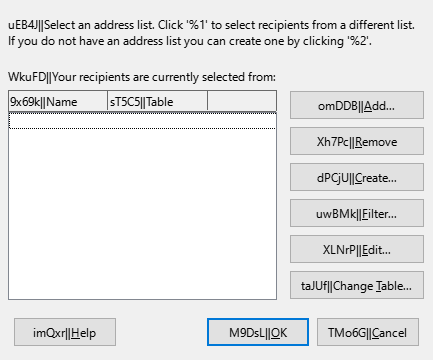 uEB4J||Select an address list. Click '%1' to select recipients from a different list.
If you do not have an address list you can create one by clicking '%2'.
WkuFD||Your recipients are currently selected from:
9x69k||Name sT5C5||Table
omDDB||Add...
Xh7Pc||Remove
dPCjU||Create...
uwBMk||Filter...
XLNrP||Edit...
taJUf||Change Table...
imQxr||Help M9DsL||OK TMo6G||Cancel